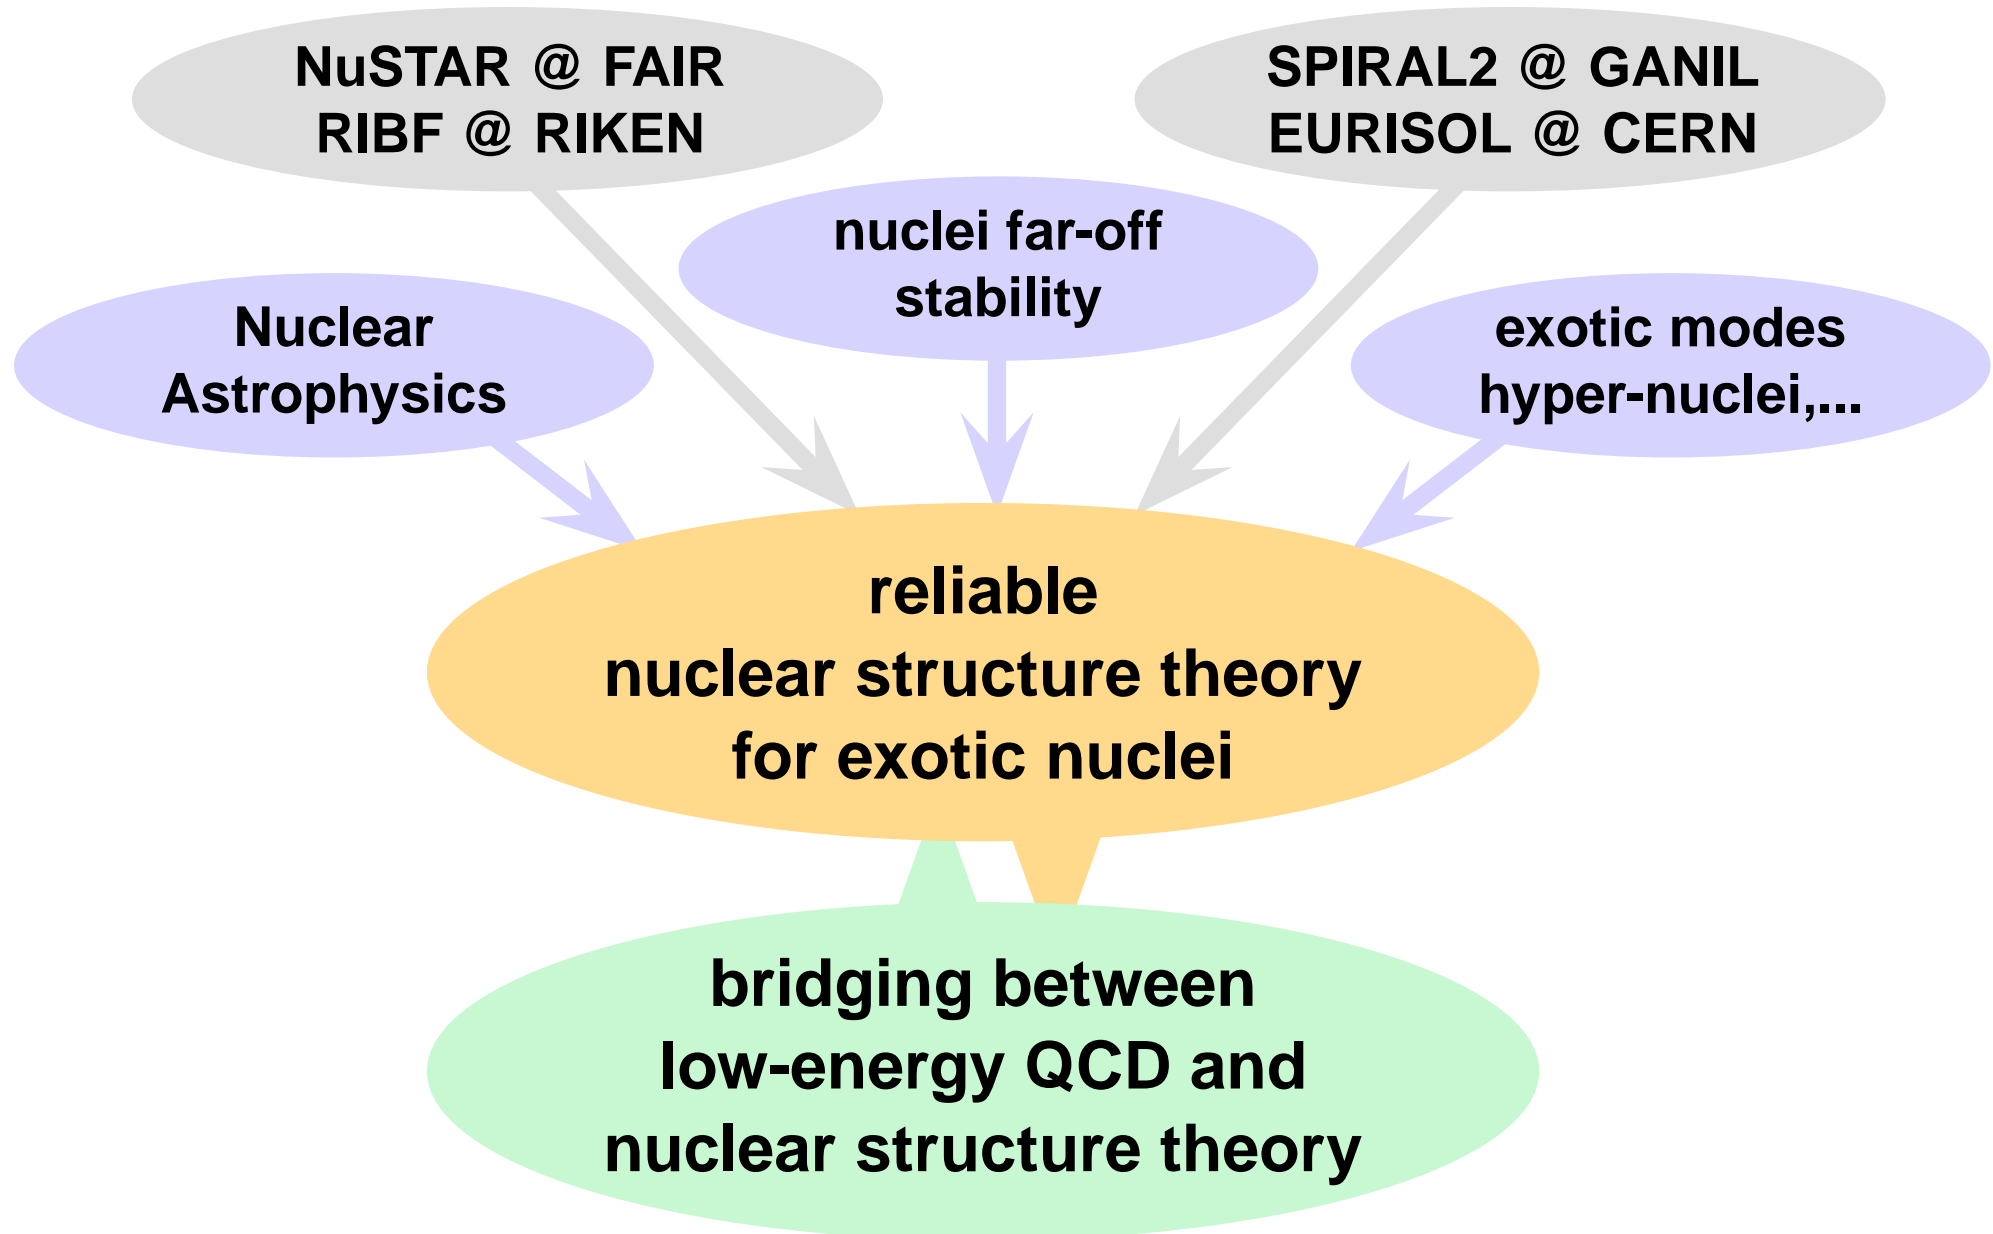 NuSTAR @ FAIR
RIBF @ RIKEN
SPIRAL2 @ GANIL
EURISOL @ CERN
nuclei far-off
stability
Nuclear
Astrophysics
exotic modes
hyper-nuclei,...
reliable
nuclear structure theory
for exotic nuclei
bridging between
low-energy QCD and
nuclear structure theory